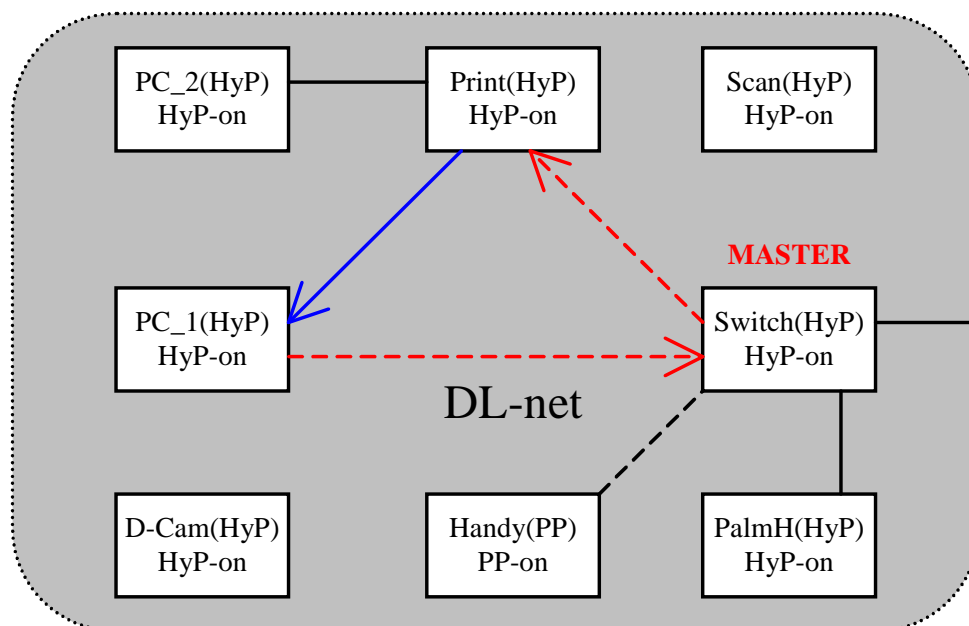 PC_2(HyP)
HyP-on
Print(HyP)
HyP-on
Scan(HyP)
HyP-on
MASTER
PC_1(HyP)
HyP-on
Switch(HyP)
HyP-on
DL-net
D-Cam(HyP)
HyP-on
Handy(PP)
PP-on
PalmH(HyP)
HyP-on